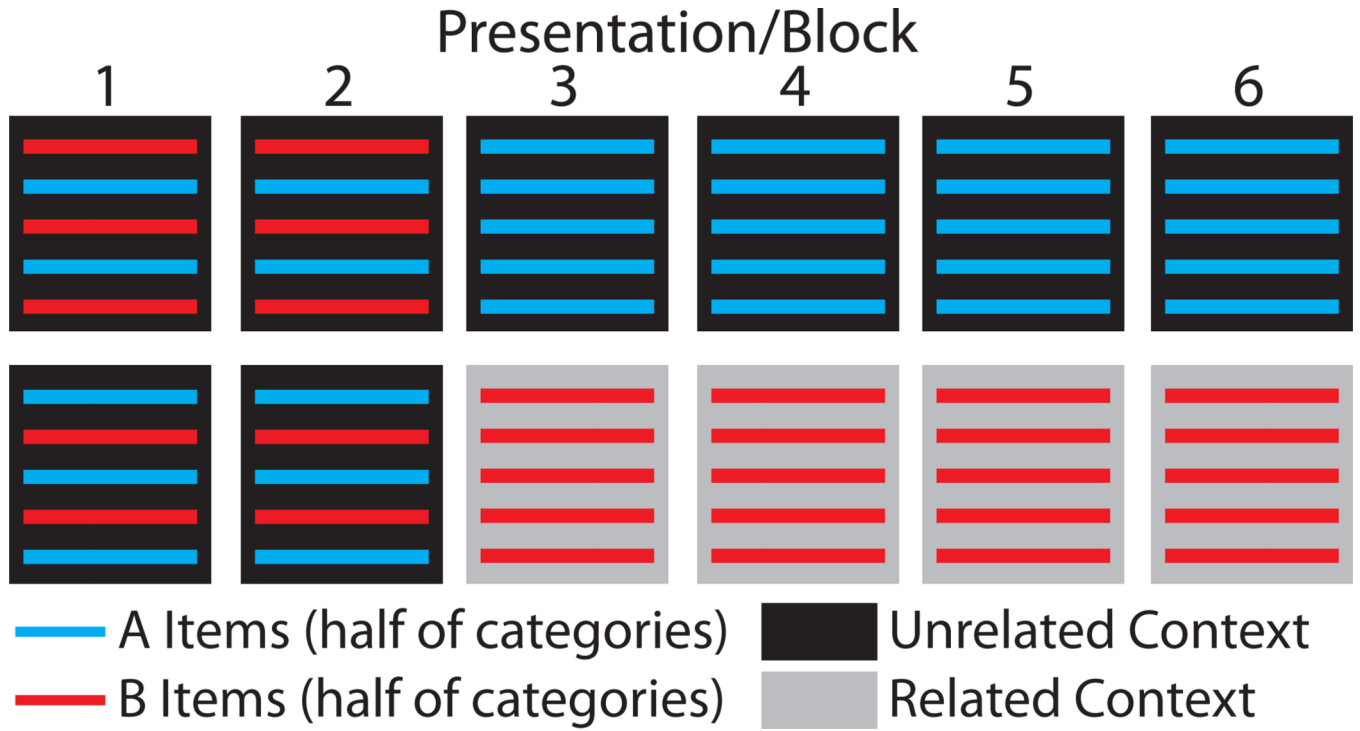 Presentation/Block
1 2 3 4 5 6
A Items (half of categories) Unrelated Context
B Items (half of categories) Related Context